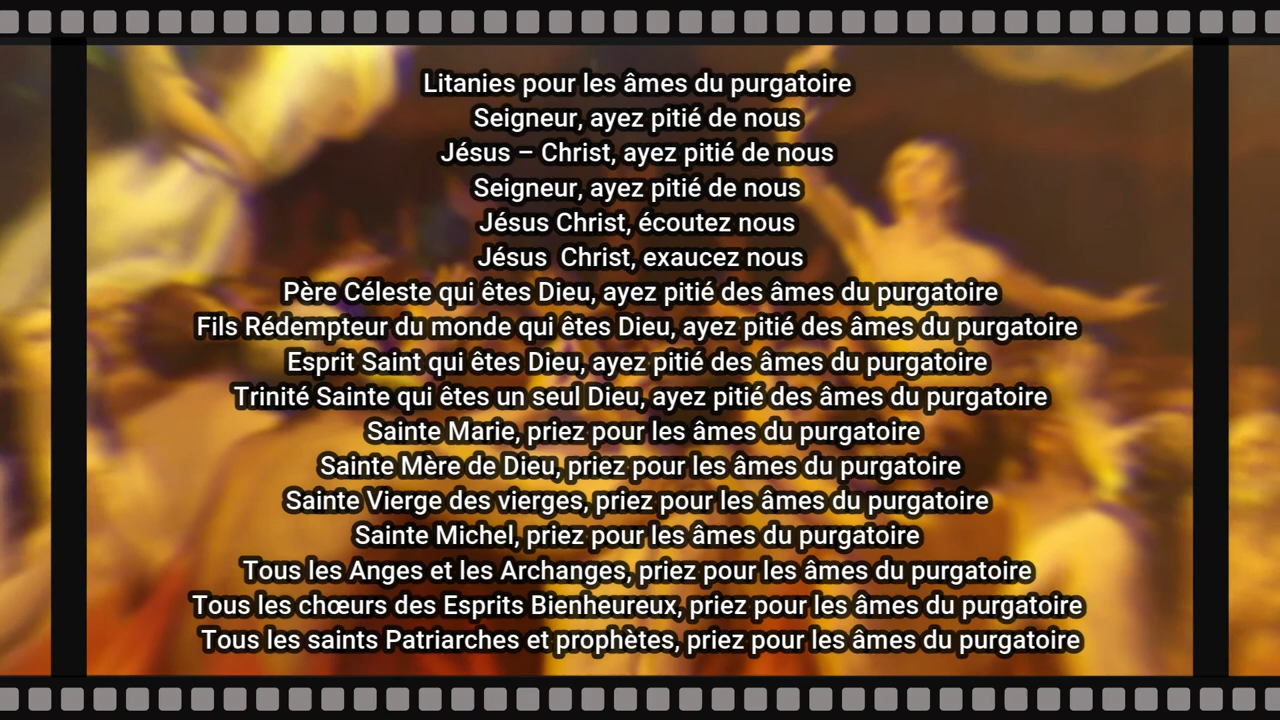 Litanies pour les âmes du purgatoire
Seigneur, ayez pitié de nous
Jésus – Christ, ayez pitié de nous
Seigneur, ayez pitié de nous
Jésus Christ, écoutez nous
Jésus  Christ, exaucez nous
Père Céleste qui êtes Dieu, ayez pitié des âmes du purgatoire
Fils Rédempteur du monde qui êtes Dieu, ayez pitié des âmes du purgatoire
Esprit Saint qui êtes Dieu, ayez pitié des âmes du purgatoire
Trinité Sainte qui êtes un seul Dieu, ayez pitié des âmes du purgatoire
Sainte Marie, priez pour les âmes du purgatoire
Sainte Mère de Dieu, priez pour les âmes du purgatoire
Sainte Vierge des vierges, priez pour les âmes du purgatoire
Sainte Michel, priez pour les âmes du purgatoire
Tous les Anges et les Archanges, priez pour les âmes du purgatoire
Tous les chœurs des Esprits Bienheureux, priez pour les âmes du purgatoire
Tous les saints Patriarches et prophètes, priez pour les âmes du purgatoire